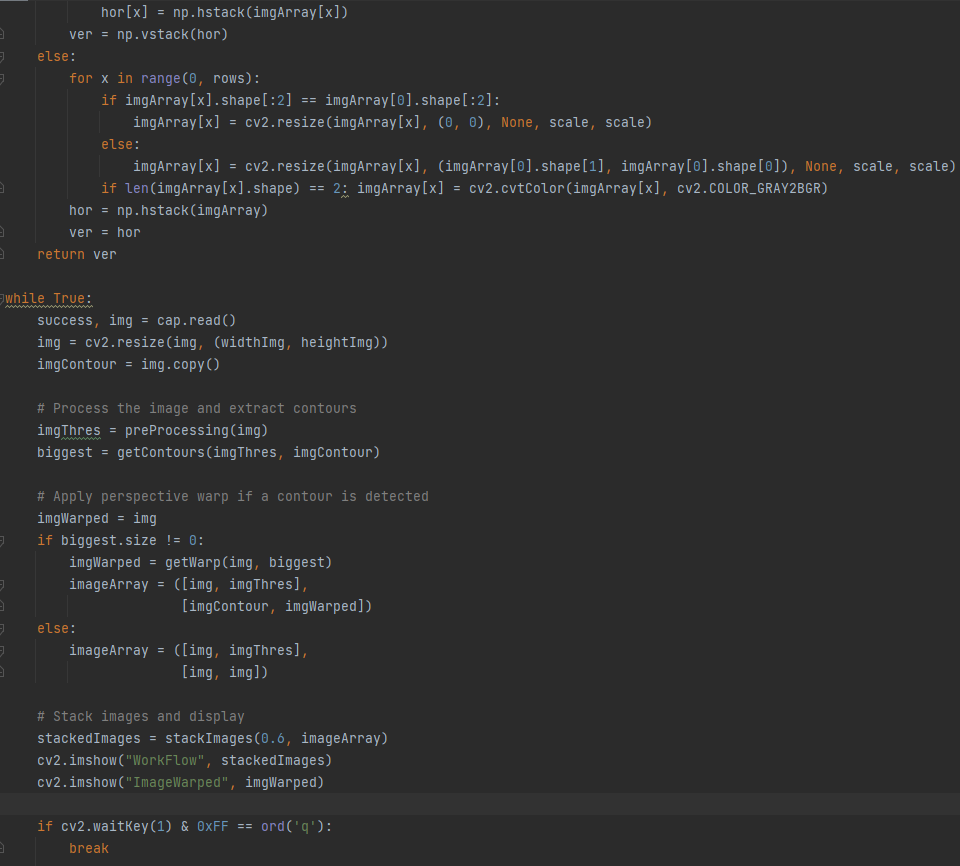 hor[x] = np.hstack(imgArray[x])
        ver = np.vstack(hor)
    else:
        for x in range(0, rows):
            if imgArray[x].shape[:2] == imgArray[0].shape[:2]:
                imgArray[x] = cv2.resize(imgArray[x], (0, 0), None, scale, scale)
            else:
                imgArray[x] = cv2.resize(imgArray[x], (imgArray[0].shape[1], imgArray[0].shape[0]), None, scale, scale)
            if len(imgArray[x].shape) == 2: imgArray[x] = cv2.cvtColor(imgArray[x], cv2.COLOR_GRAY2BGR)
        hor = np.hstack(imgArray)
        ver = hor
    return ver

while True:
    success, img = cap.read()
    img = cv2.resize(img, (widthImg, heightImg))
    imgContour = img.copy()

    # Process the image and extract contours
    imgThres = preProcessing(img)
    biggest = getContours(imgThres, imgContour)

    # Apply perspective warp if a contour is detected
    imgWarped = img
    if biggest.size != 0:
        imgWarped = getWarp(img, biggest)
        imageArray = ([img, imgThres],
                      [imgContour, imgWarped])
    else:
        imageArray = ([img, imgThres],
                      [img, img])

    # Stack images and display
    stackedImages = stackImages(0.6, imageArray)
    cv2.imshow("WorkFlow", stackedImages)
    cv2.imshow("ImageWarped", imgWarped)

    if cv2.waitKey(1) & 0xFF == ord('q'):
        break